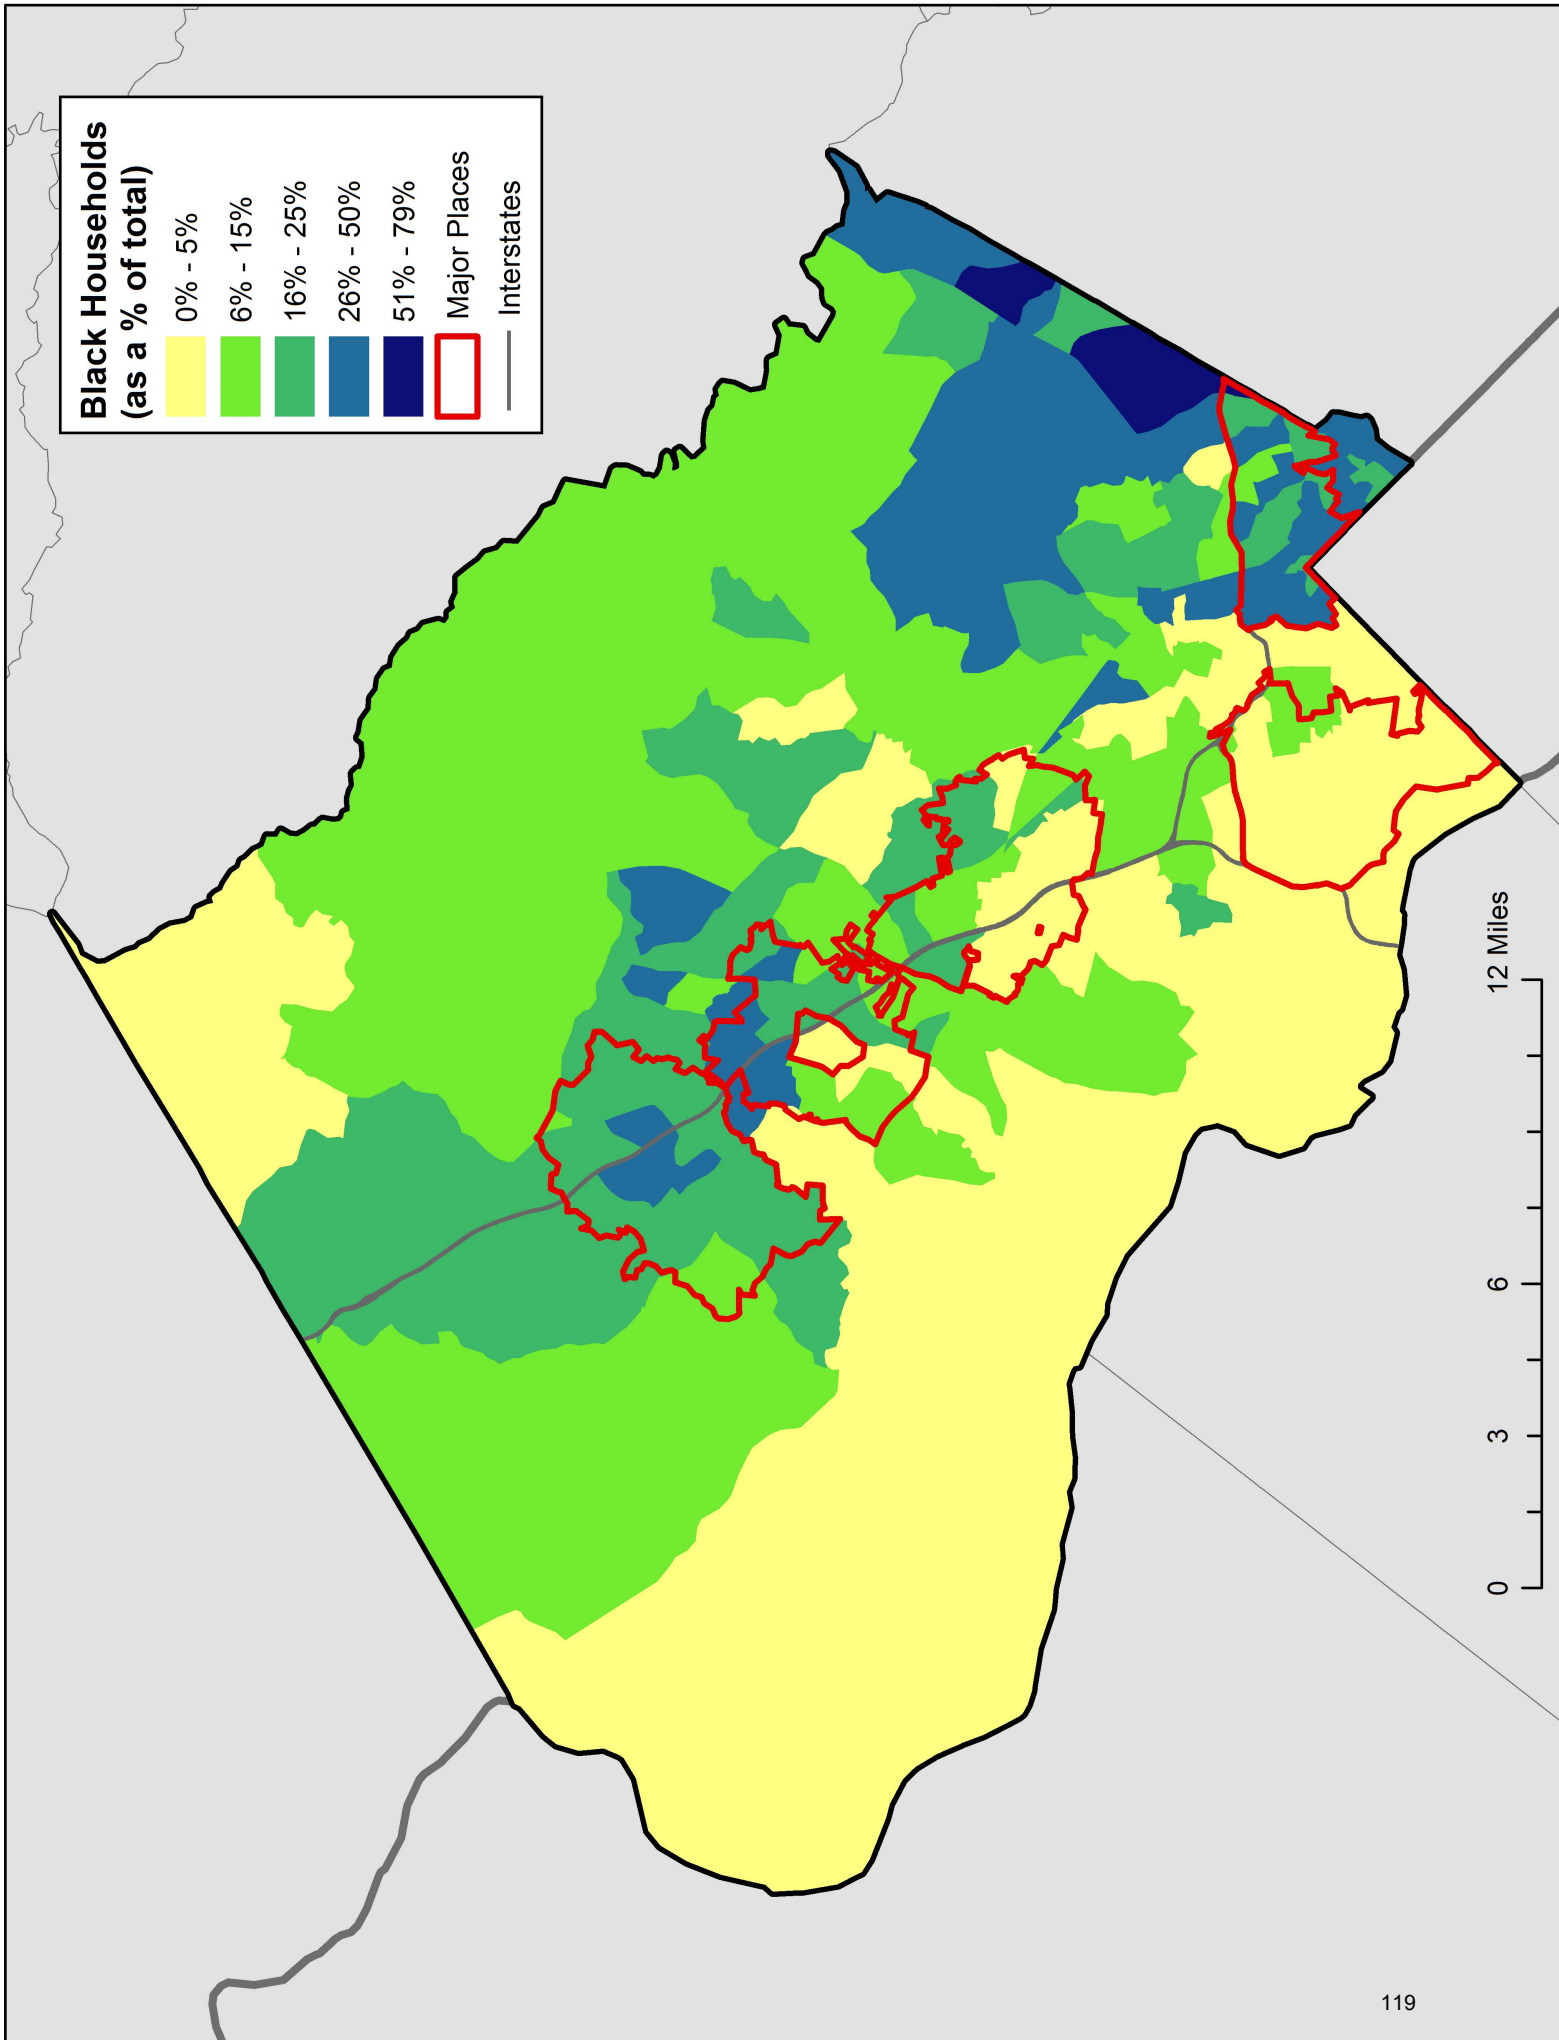 Black Households
(as a % of total)
0% - 5%
6% - 15%
16% - 25%
26% - 50%
51% - 79%
Major Places
Interstates
0 3 6 12 Miles
119